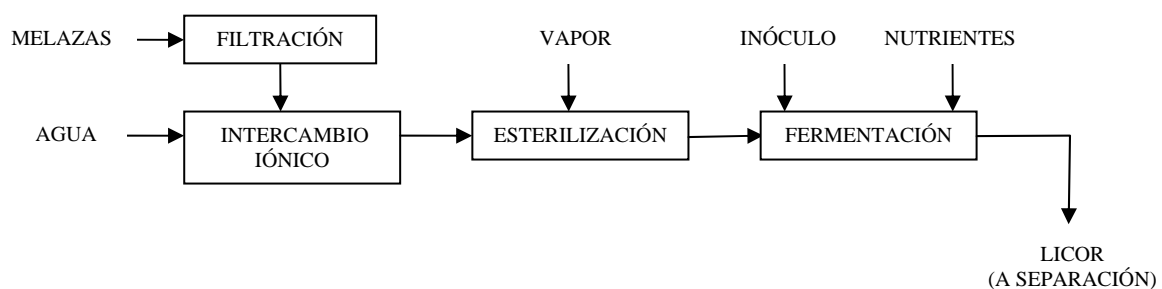 MELAZAS
FILTRACIÓN
VAPOR
INÓCULO
NUTRIENTES
AGUA
INTERCAMBIO
IÓNICO
ESTERILIZACIÓN
FERMENTACIÓN
LICOR
(A SEPARACIÓN)